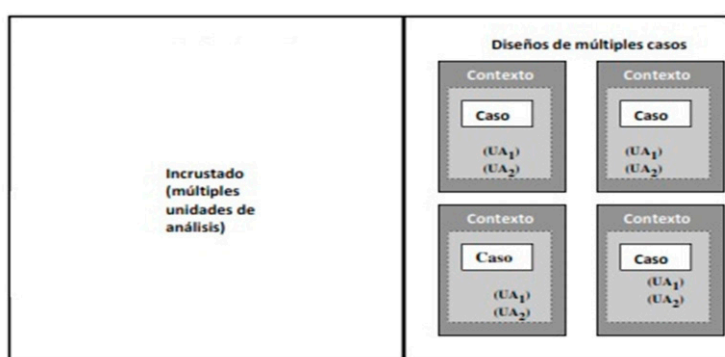 Incrustado
(múltiples
unidades de
análisis)
Diseños de múltiples casos
Contexto
Caso
(UA1)
(UA2)
Contexto
Caso
(UA1)
(UA2)
Contexto
Caso
(UA1)
(UA2)
Contexto
Caso
(UA1)
(UA2)